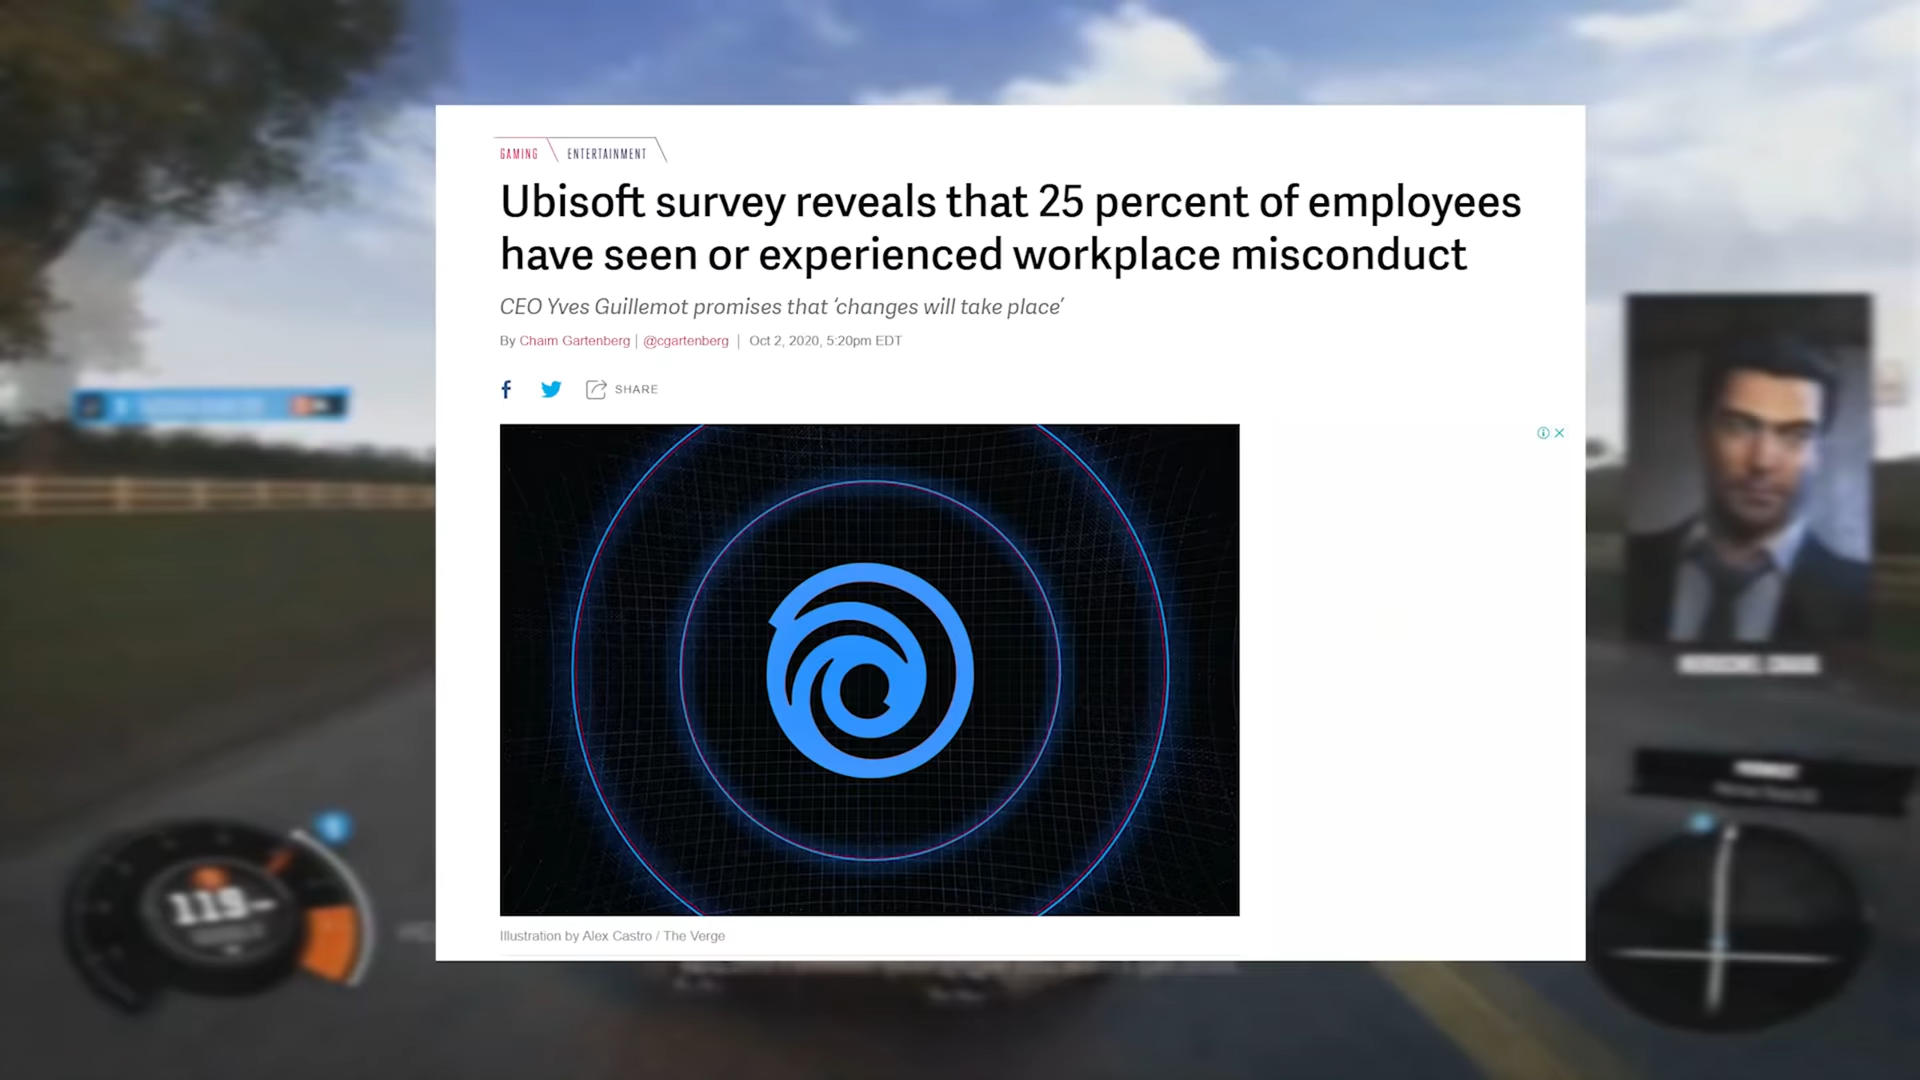 GAMING
ENTERTAINMENT
Ubisoft survey reveals that 25 percent of employees
have seen or experienced workplace misconduct
CEO Yves Guillemot promises that ‘changes will take place’
By Chaim Gartenberg | @cgartenberg | Oct 2, 2020, 5:20pm EDT
SHARE
119
Illustration by Alex Castro / The Verge